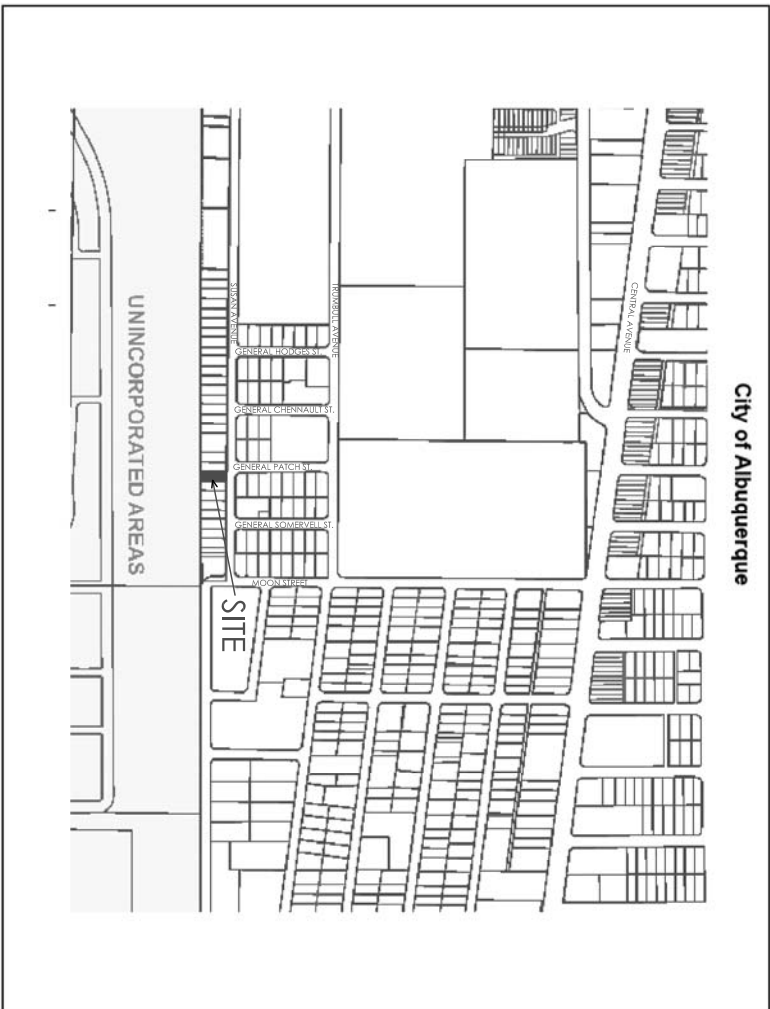 City of Albuquerque
CENTRAL AVENUE
TRUMBULL AVENUE
SUSAN AVENUE
GENERAL HODGES ST.
GENERAL CHENNAULT ST.
GENERAL PATCH ST.
GENERAL SOMERVELL ST.
MOON STREET
SITE
UNINCORPORATED AREAS